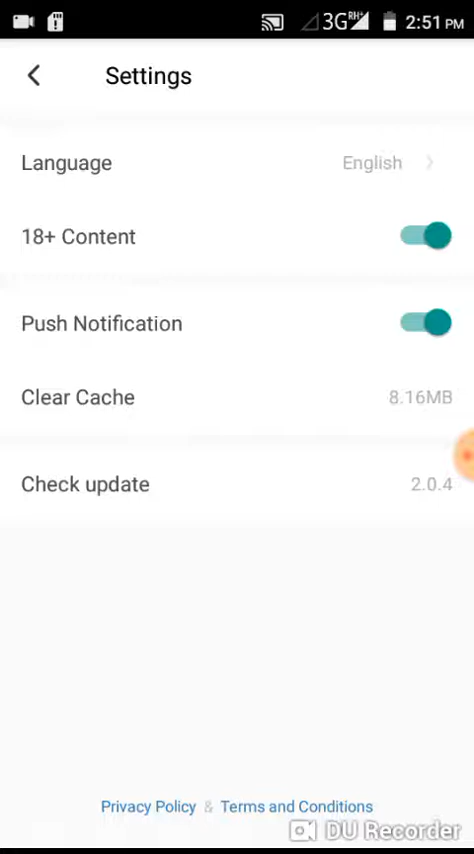 3G RH+ 2:51 PM
Settings
Language English
18+ Content
Push Notification
Clear Cache 8.16MB
Check update 2.0.4
Privacy Policy & Terms and Conditions
DU Recorder